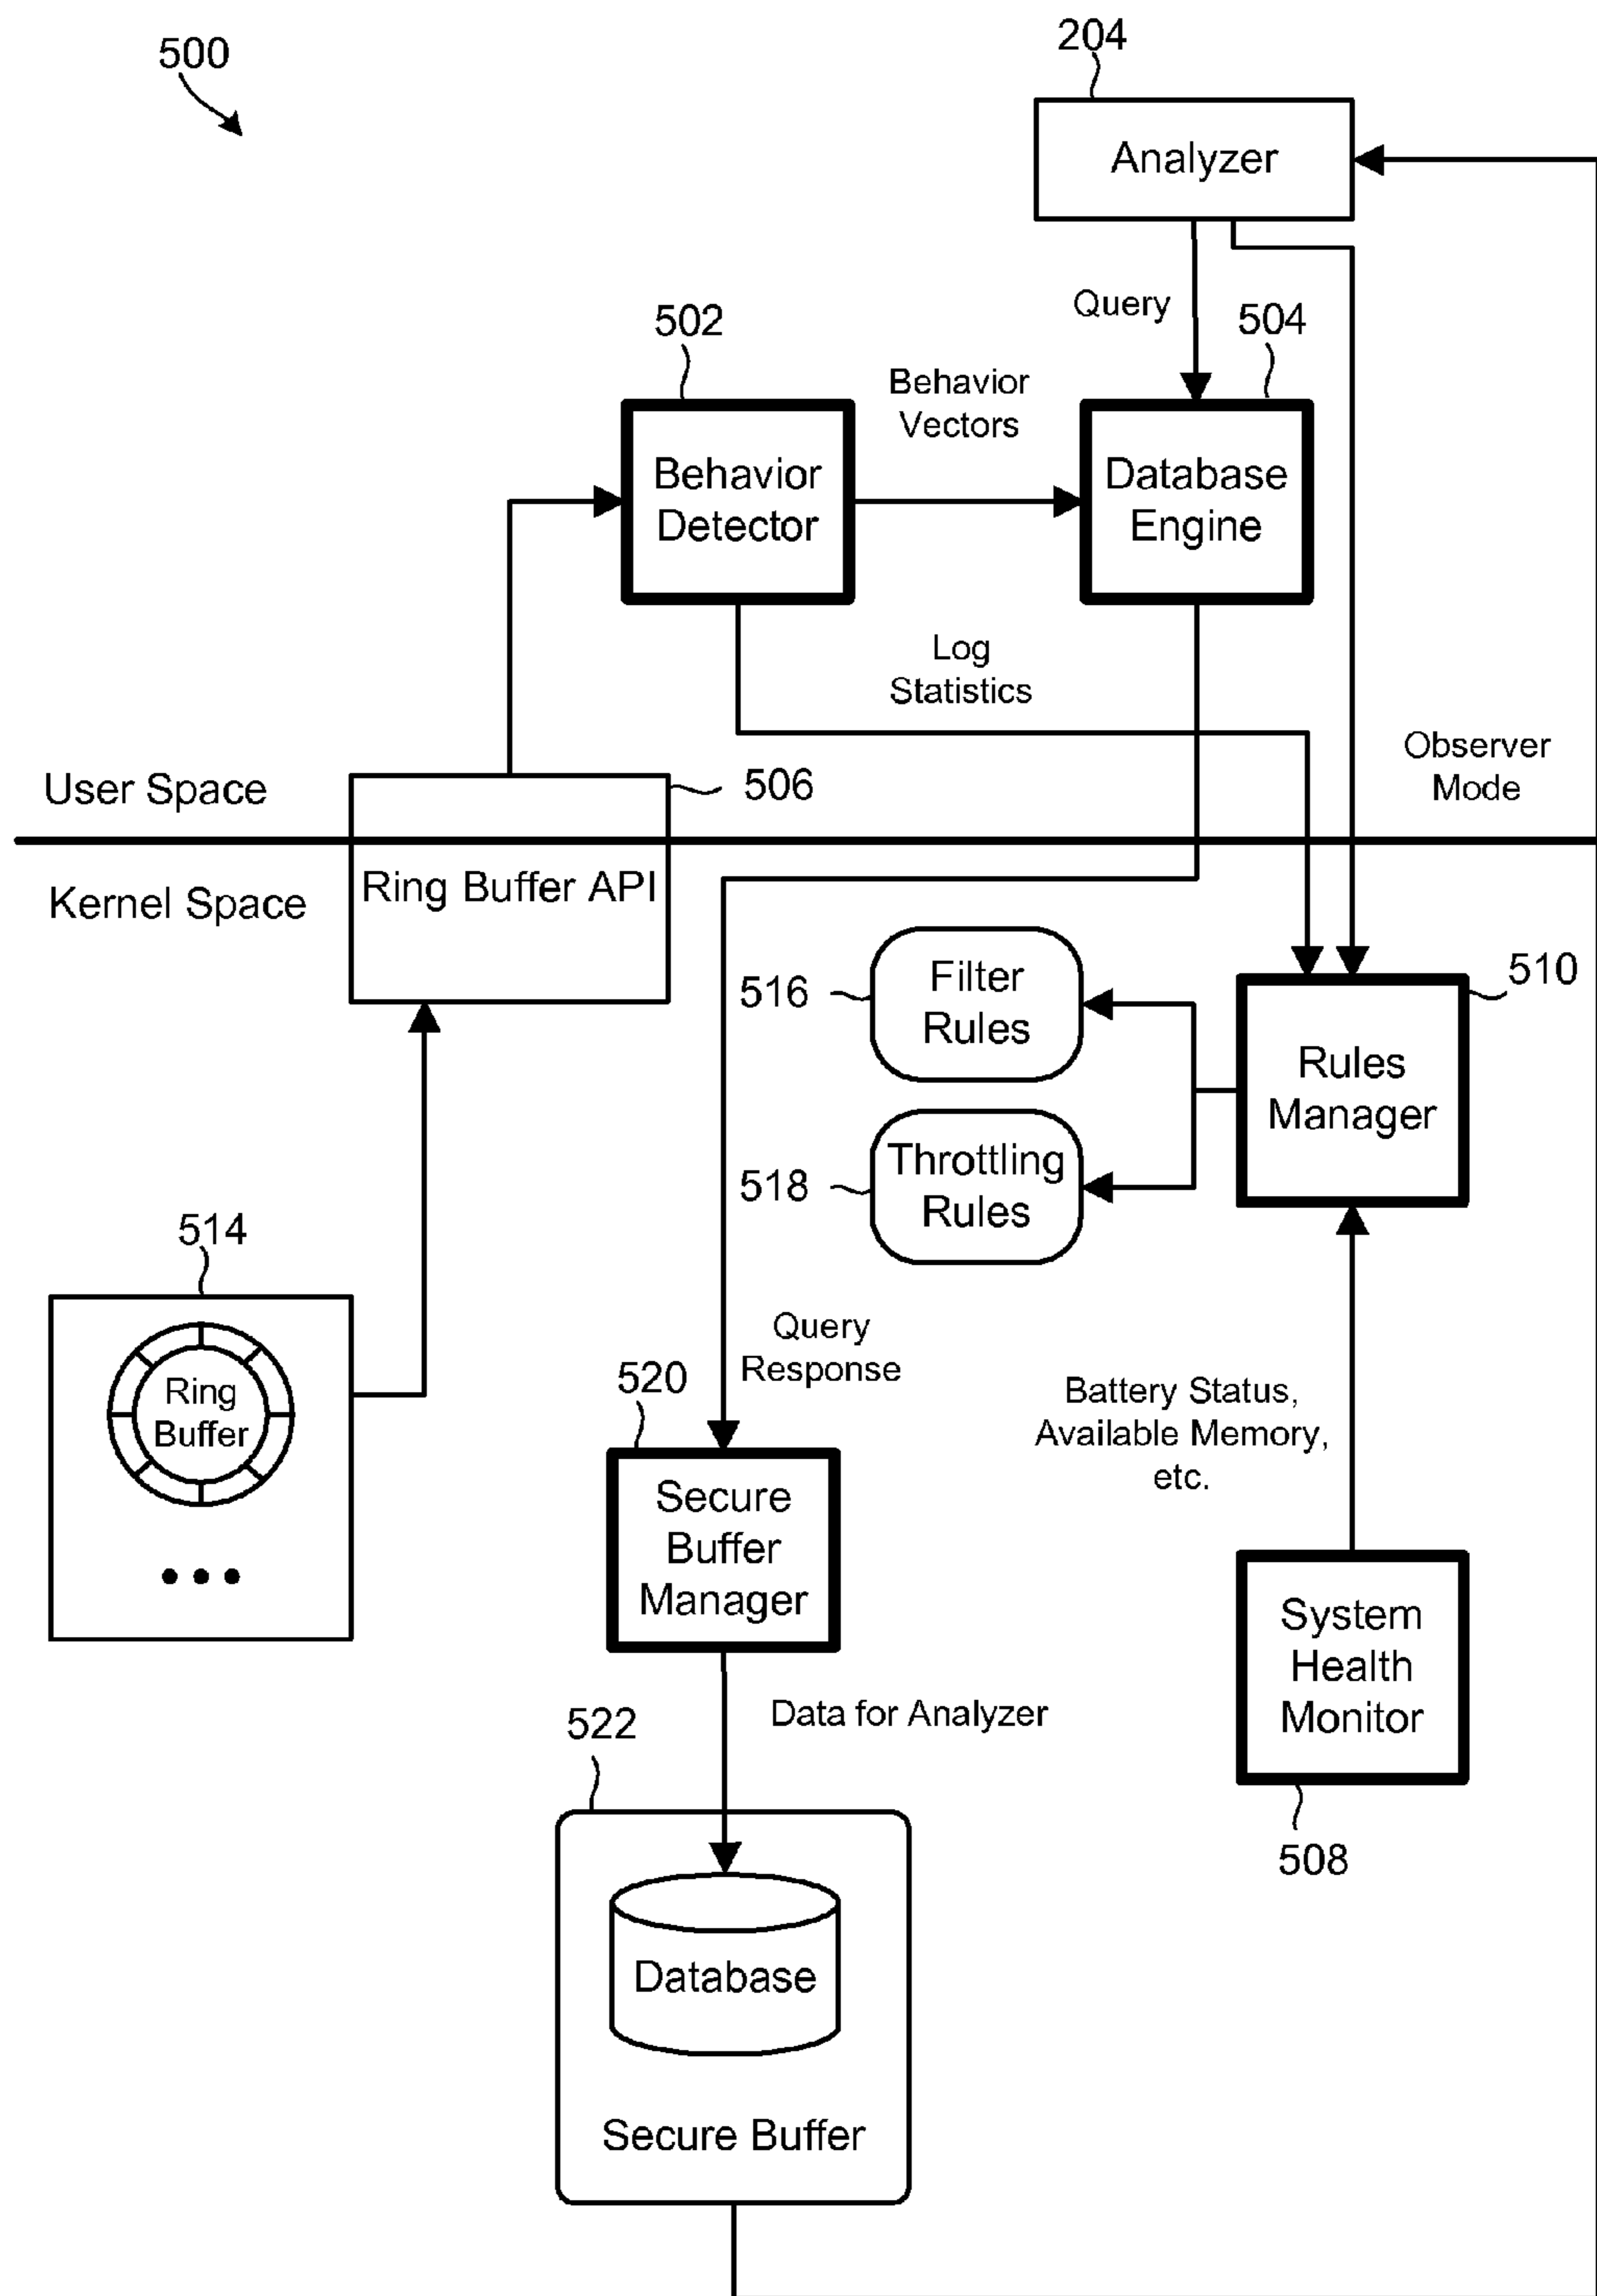 500
204
Analyzer
Query
502
504
Behavior
Vectors
Behavior
Detector
Database
Engine
Log
Statistics
Observer
Mode
User Space
506
Kernel Space
Ring Buffer API
516
Filter
Rules
510
Rules
Manager
518
Throttling
Rules
514
Ring
Buffer
Query
Response
520
Battery Status,
Available Memory,
etc.
Secure
Buffer
Manager
System
Health
Monitor
Data for Analyzer
522
508
Database
Secure Buffer